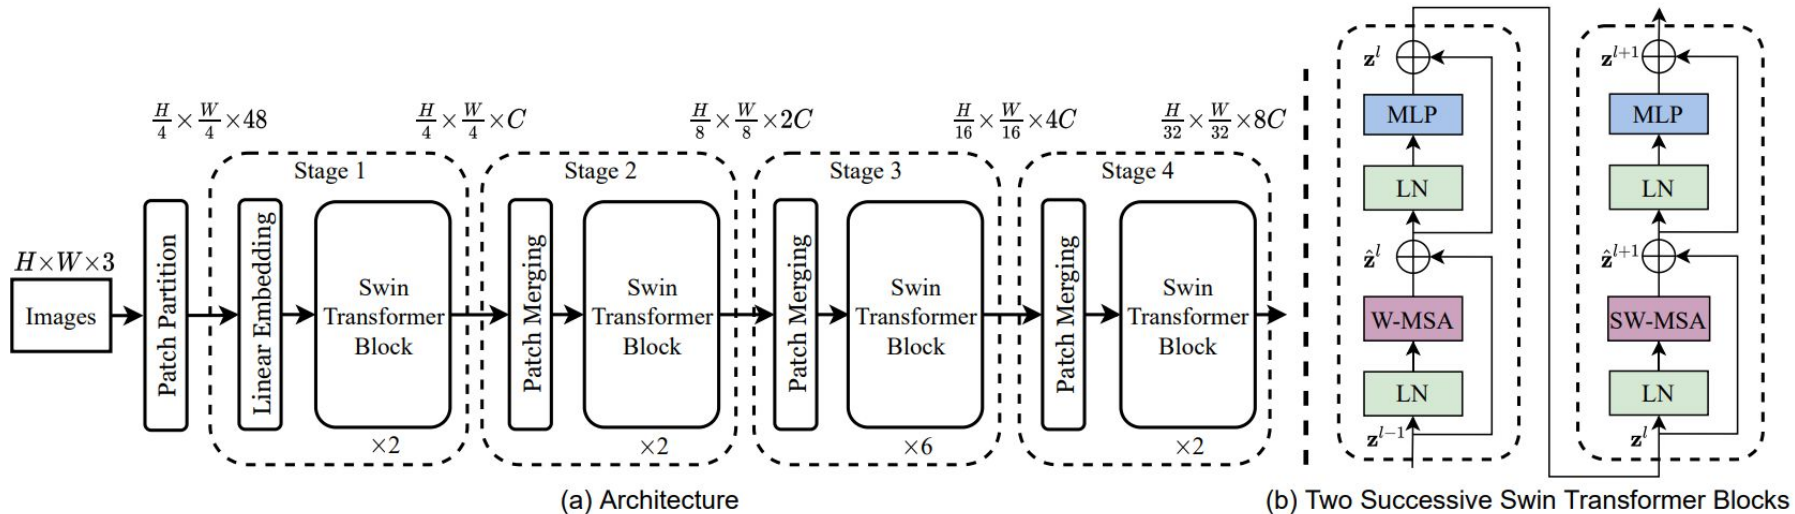 H/4 × W/4 × 48
H/4 × W/4 × C
H/8 × W/8 × 2C
H/16 × W/16 × 4C
H/32 × W/32 × 8C
H×W×3
Images
Patch Partition
Stage 1
Linear Embedding
Swin
Transformer
Block
×2
Stage 2
Patch Merging
Swin
Transformer
Block
×2
Stage 3
Patch Merging
Swin
Transformer
Block
×6
Stage 4
Patch Merging
Swin
Transformer
Block
×2
(a) Architecture
z^l
MLP
LN
ẑ^l
W-MSA
LN
z^{l-1}
z^{l+1}
MLP
LN
ẑ^{l+1}
SW-MSA
LN
z^l
(b) Two Successive Swin Transformer Blocks